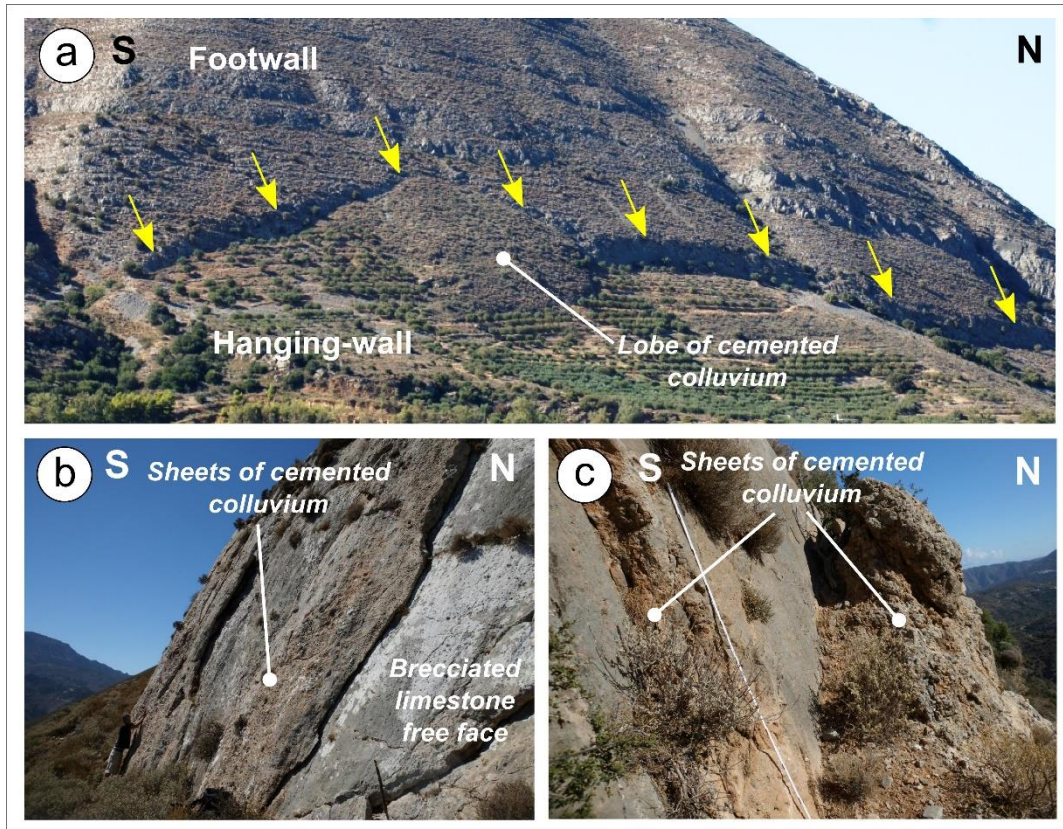 a
S
N
Footwall
Hanging-wall
Lobe of cemented
colluvium
b
S
N
Sheets of cemented
colluvium
Brecciated
limestone
free face
c
S
N
Sheets of cemented
colluvium